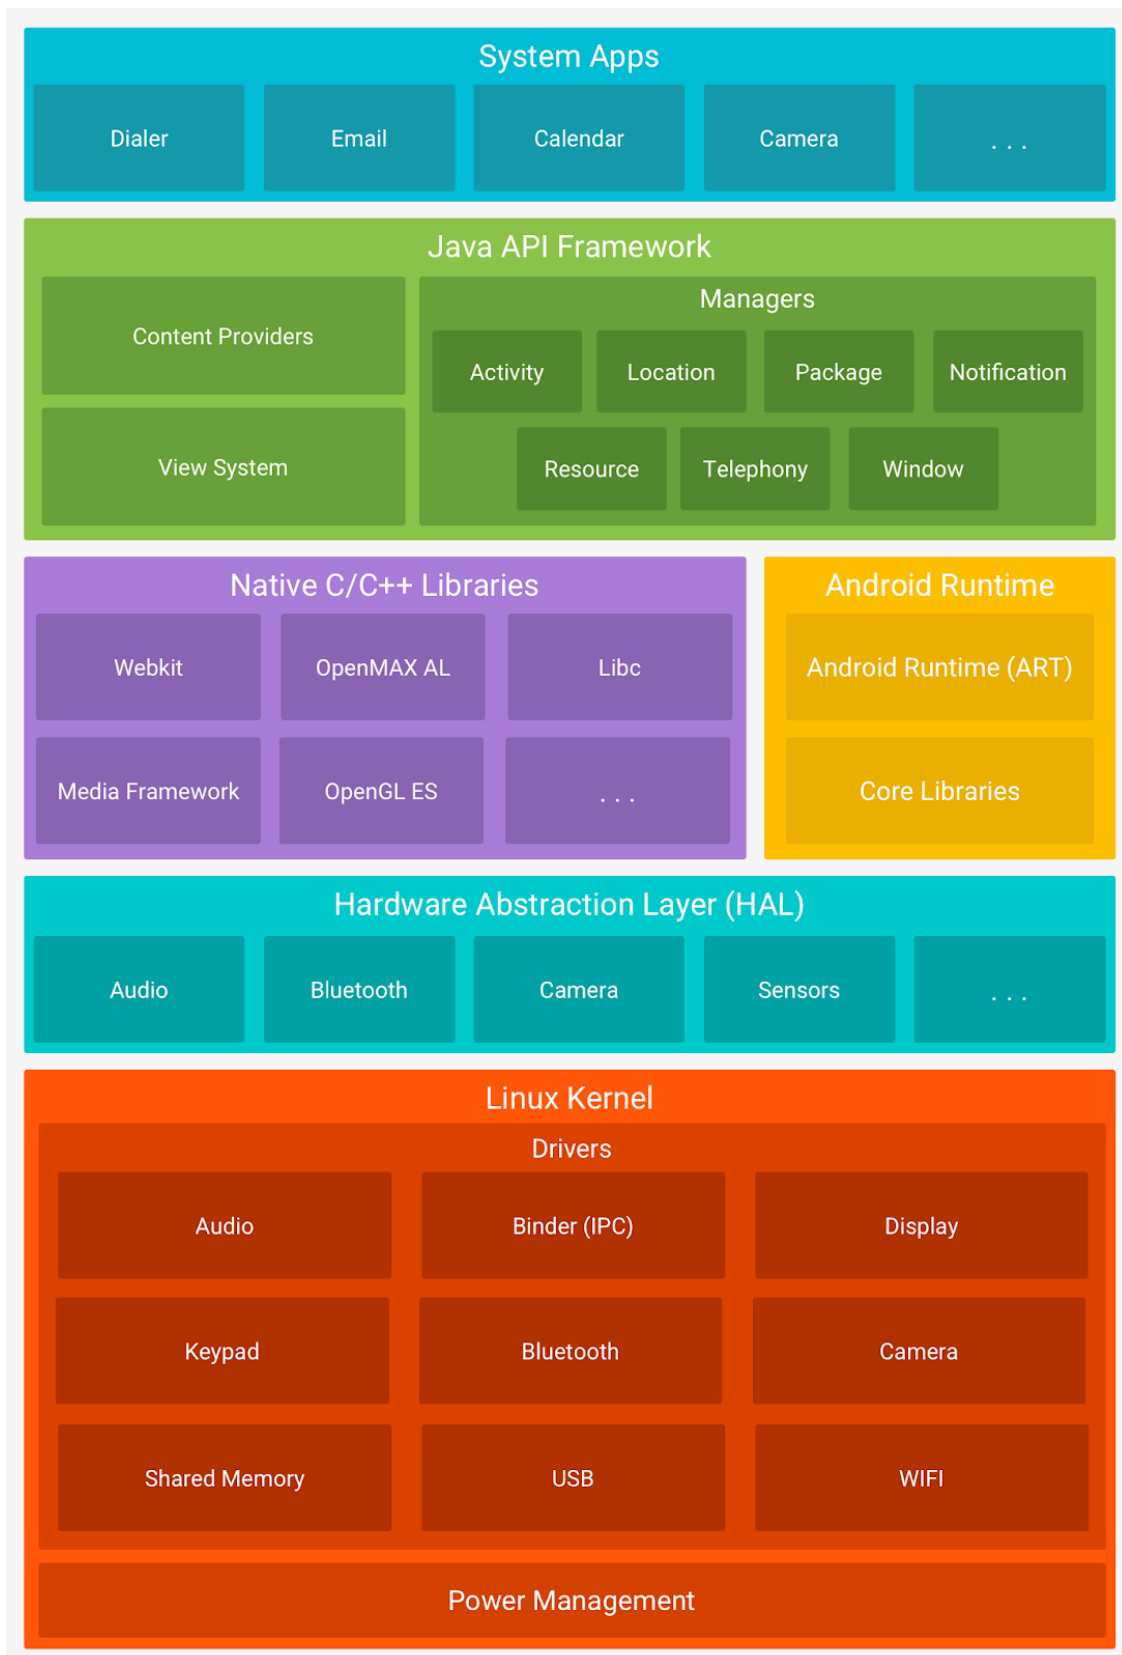 System Apps
Dialer
Email
Calendar
Camera
. . .
Java API Framework
Content Providers
View System
Managers
Activity
Location
Package
Notification
Resource
Telephony
Window
Native C/C++ Libraries
Webkit
OpenMAX AL
Libc
Media Framework
OpenGL ES
. . .
Android Runtime
Android Runtime (ART)
Core Libraries
Hardware Abstraction Layer (HAL)
Audio
Bluetooth
Camera
Sensors
. . .
Linux Kernel
Drivers
Audio
Binder (IPC)
Display
Keypad
Bluetooth
Camera
Shared Memory
USB
WIFI
Power Management